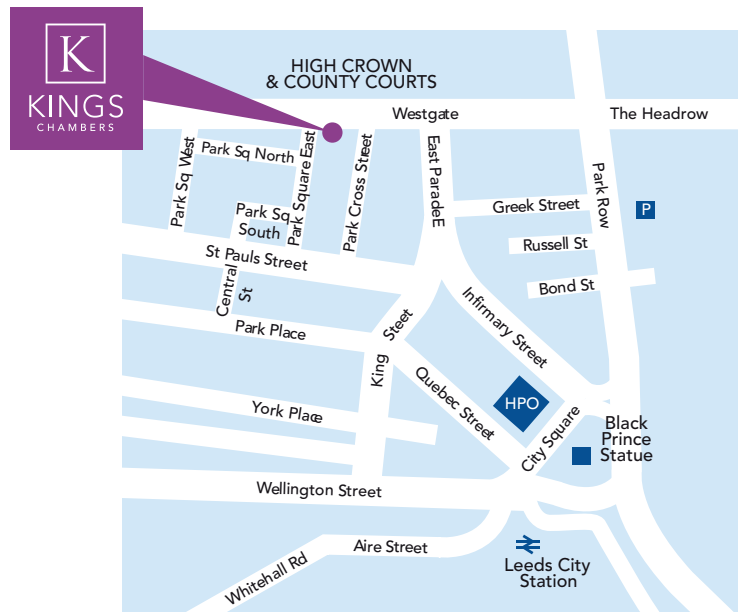 K
KINGS
CHAMBERS
HIGH CROWN
& COUNTY COURTS
Westgate
The Headrow
Park Sq West
Park Sq North
Park Square East
Park Cross Street
East ParadeE
Park Row
Greek Street
P
Park Sq
South
Russell St
St Pauls Street
Bond St
Central
St
Infirmary Street
Park Place
King Steet
Quebec Street
HPO
City Square
Black
Prince
Statue
York Place
Wellington Street
Aire Street
Whitehall Rd
Leeds City
Station